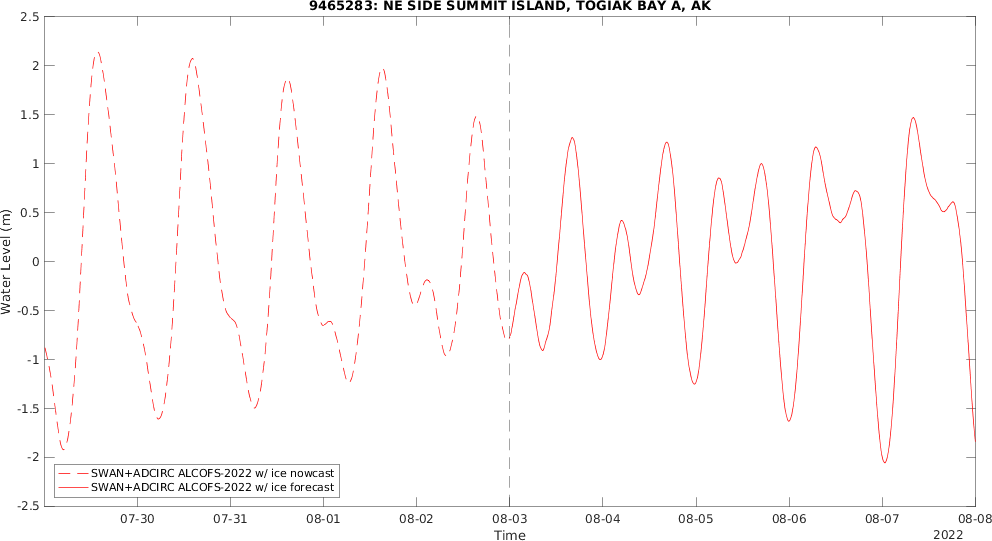 9465283: NE SIDE SUMMIT ISLAND, TOGIAK BAY A, AK
2.5
2
1.5
1
0.5
0
-0.5
-1
-1.5
-2
-2.5
Water Level (m)
SWAN+ADCIRC ALCOFS-2022 w/ ice nowcast
SWAN+ADCIRC ALCOFS-2022 w/ ice forecast
07-30 07-31 08-01 08-02 08-03 08-04 08-05 08-06 08-07 08-08
Time
2022